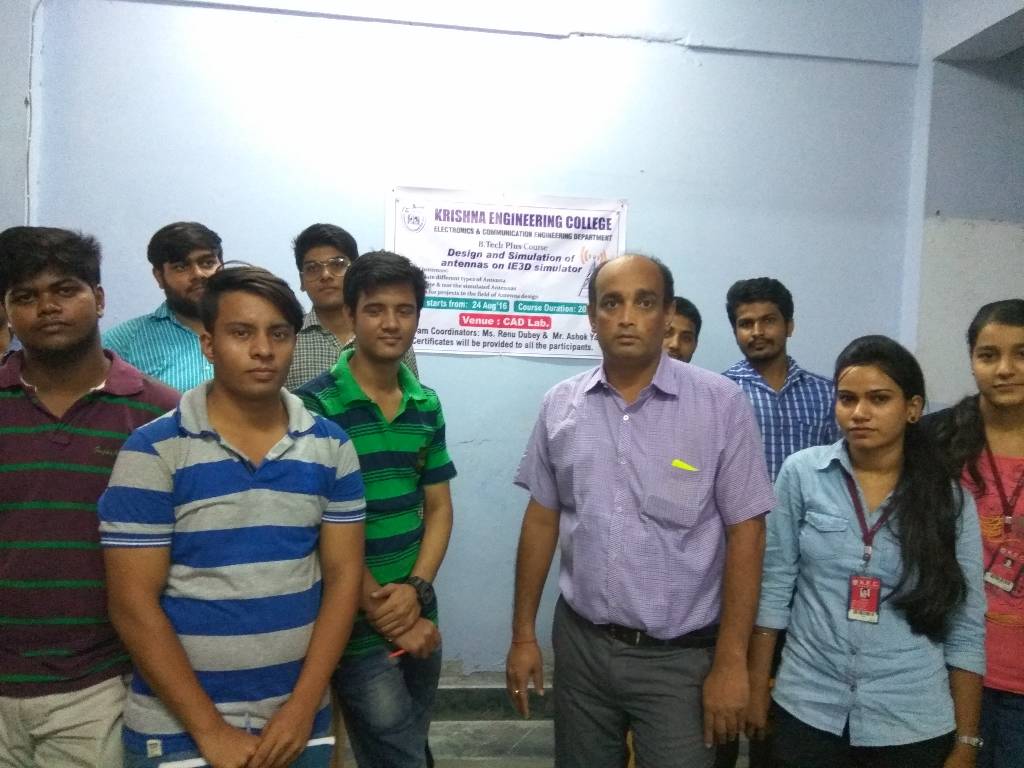 KRISHNA ENGINEERING COLLEGE
ELECTRONICS & COMMUNICATION ENGINEERING DEPARTMENT
B.Tech Plus Course
Design and Simulation of
antennas on IE3D simulator
different types of Antenna
& test the simulated Antennas
for projects in the field of Antenna design
starts from: 24 Aug'16 Course Duration: 20
Venue : CAD Lab.
Coordinators: Ms. Renu Dubey & Mr. Ashok
Certificates will be provided to all the participants.